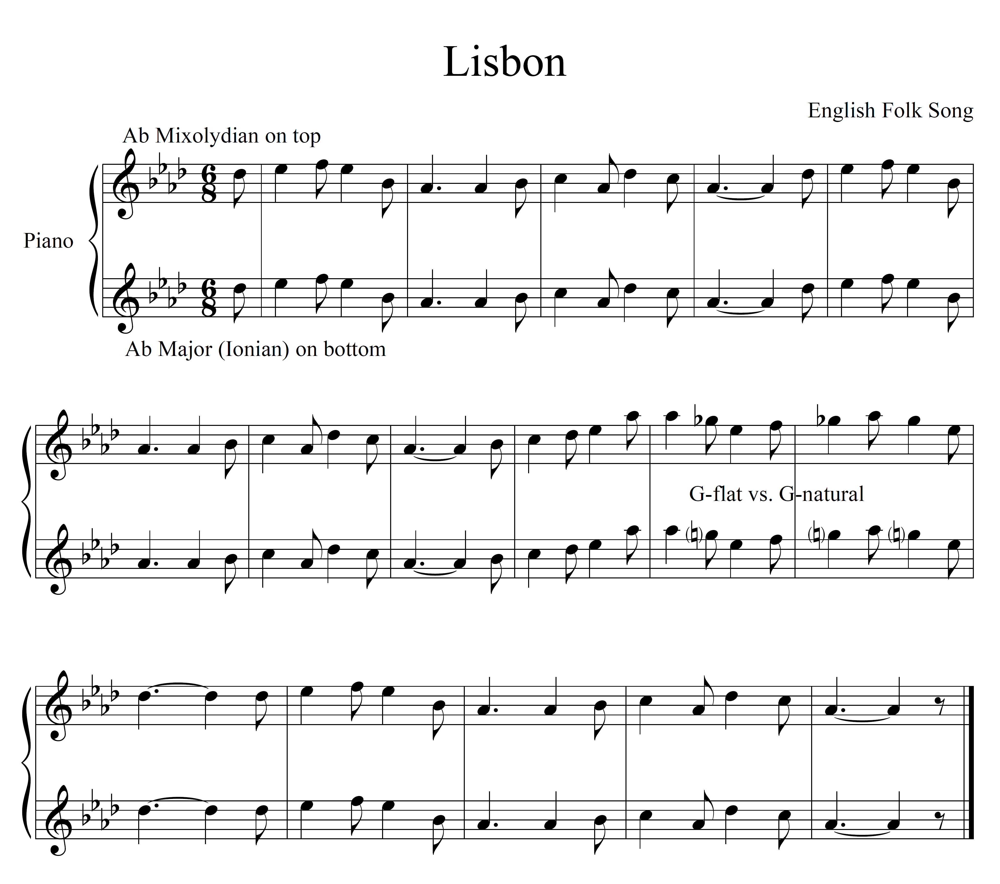 Lisbon
English Folk Song
Ab Mixolydian on top
Piano
Ab Major (Ionian) on bottom
G-flat vs. G-natural